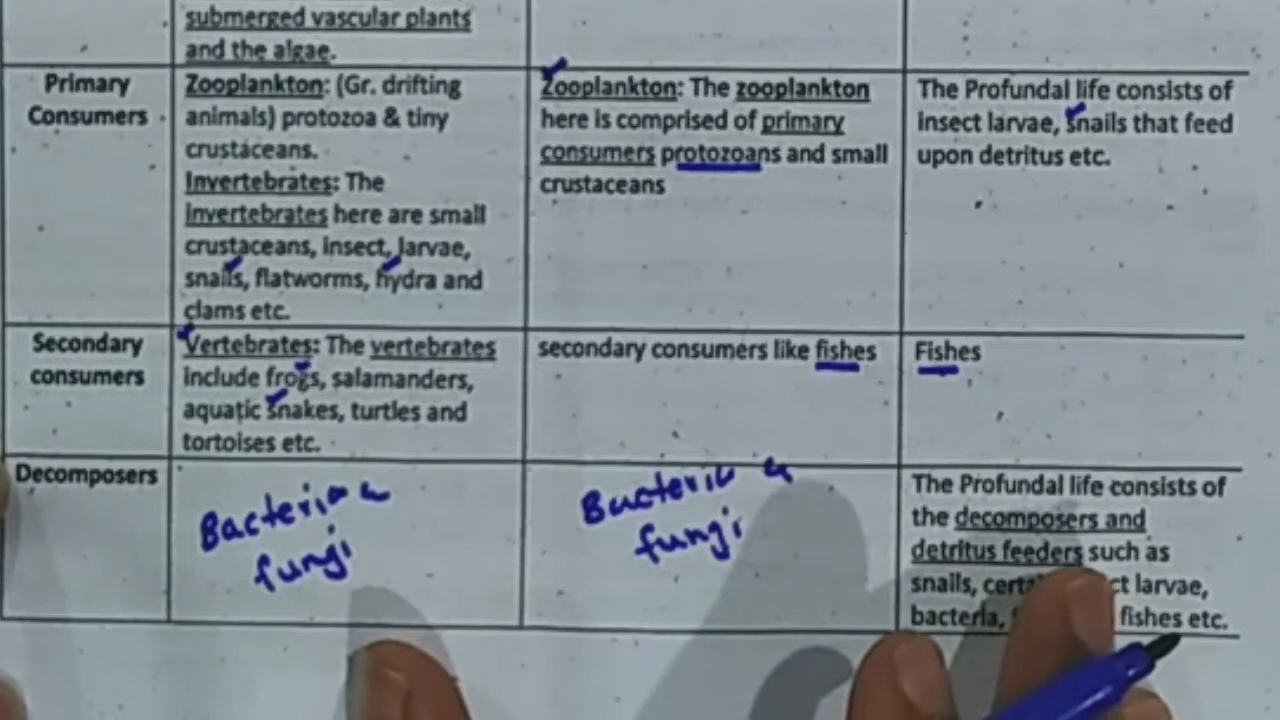 submerged vascular plants
and the algae.
Primary
Consumers
Zooplankton: (Gr. drifting
animals) protozoa & tiny
crustaceans.
Invertebrates: The
Invertebrates here are small
crustaceans, insect, larvae,
snails, flatworms, hydra and
clams etc.
Zooplankton: The zooplankton
here is comprised of primary
consumers protozoans and small
crustaceans
The Profundal life consists of
insect larvae, snails that feed
upon detritus etc.
Secondary
consumers
Vertebrates: The vertebrates
include frogs, salamanders,
aquatic snakes, turtles and
tortoises etc.
secondary consumers like fishes
Fishes
Decomposers
Bacteria &
fungi
Bacteria &
fungi
The Profundal life consists of
the decomposers and
detritus feeders such as
snails, larvae,
bacteria, fishes etc.